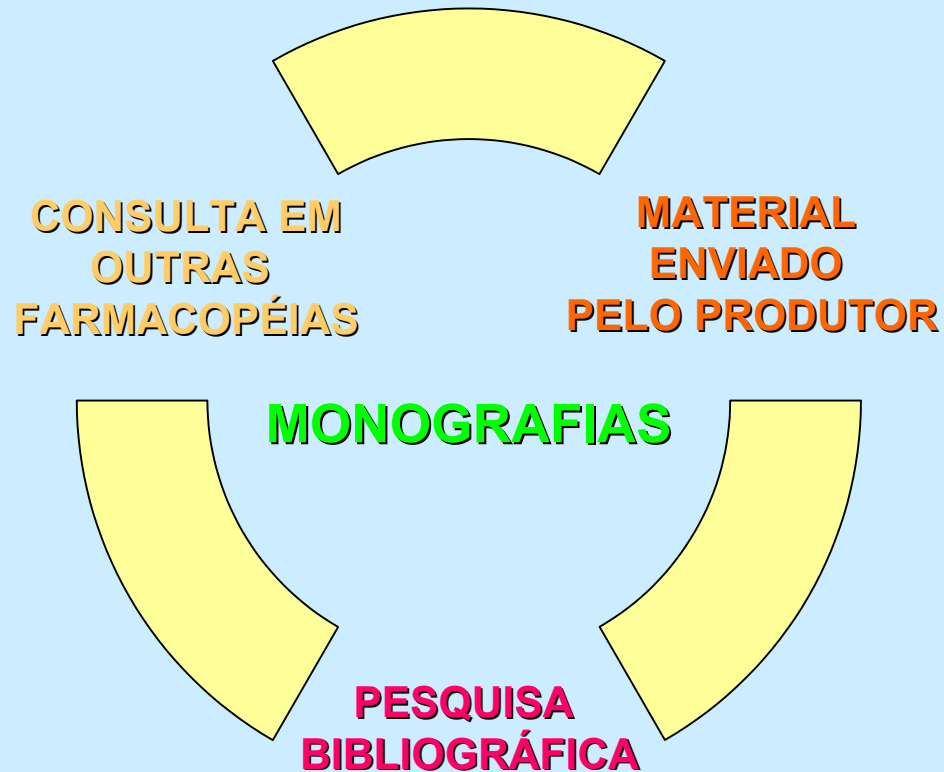 CONSULTA EM
OUTRAS
FARMACOPÉIAS
MATERIAL
ENVIADO
PELO PRODUTOR
MONOGRAFIAS
PESQUISA
BIBLIOGRÁFICA